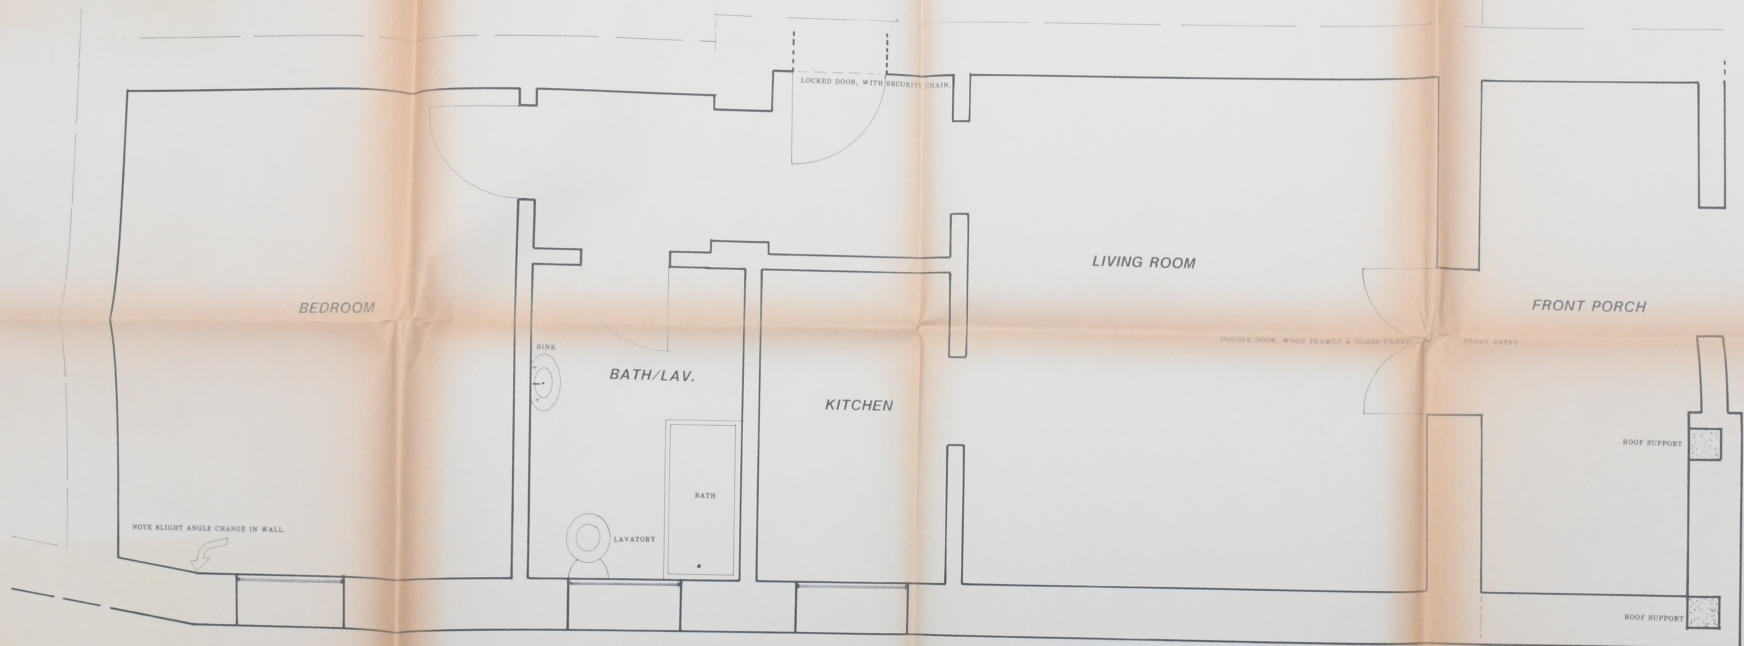 LOCKED DOOR, WITH SECURITY CHAIN.
LIVING ROOM
BEDROOM
FRONT PORCH
DOUBLE DOOR, WOOD FRAMED & GLASS PANED
FRONT ENTRY
SINK
BATH/LAV.
KITCHEN
ROOF SUPPORT
BATH
NOTE SLIGHT ANGLE CHANGE IN WALL.
LAVATORY
ROOF SUPPORT